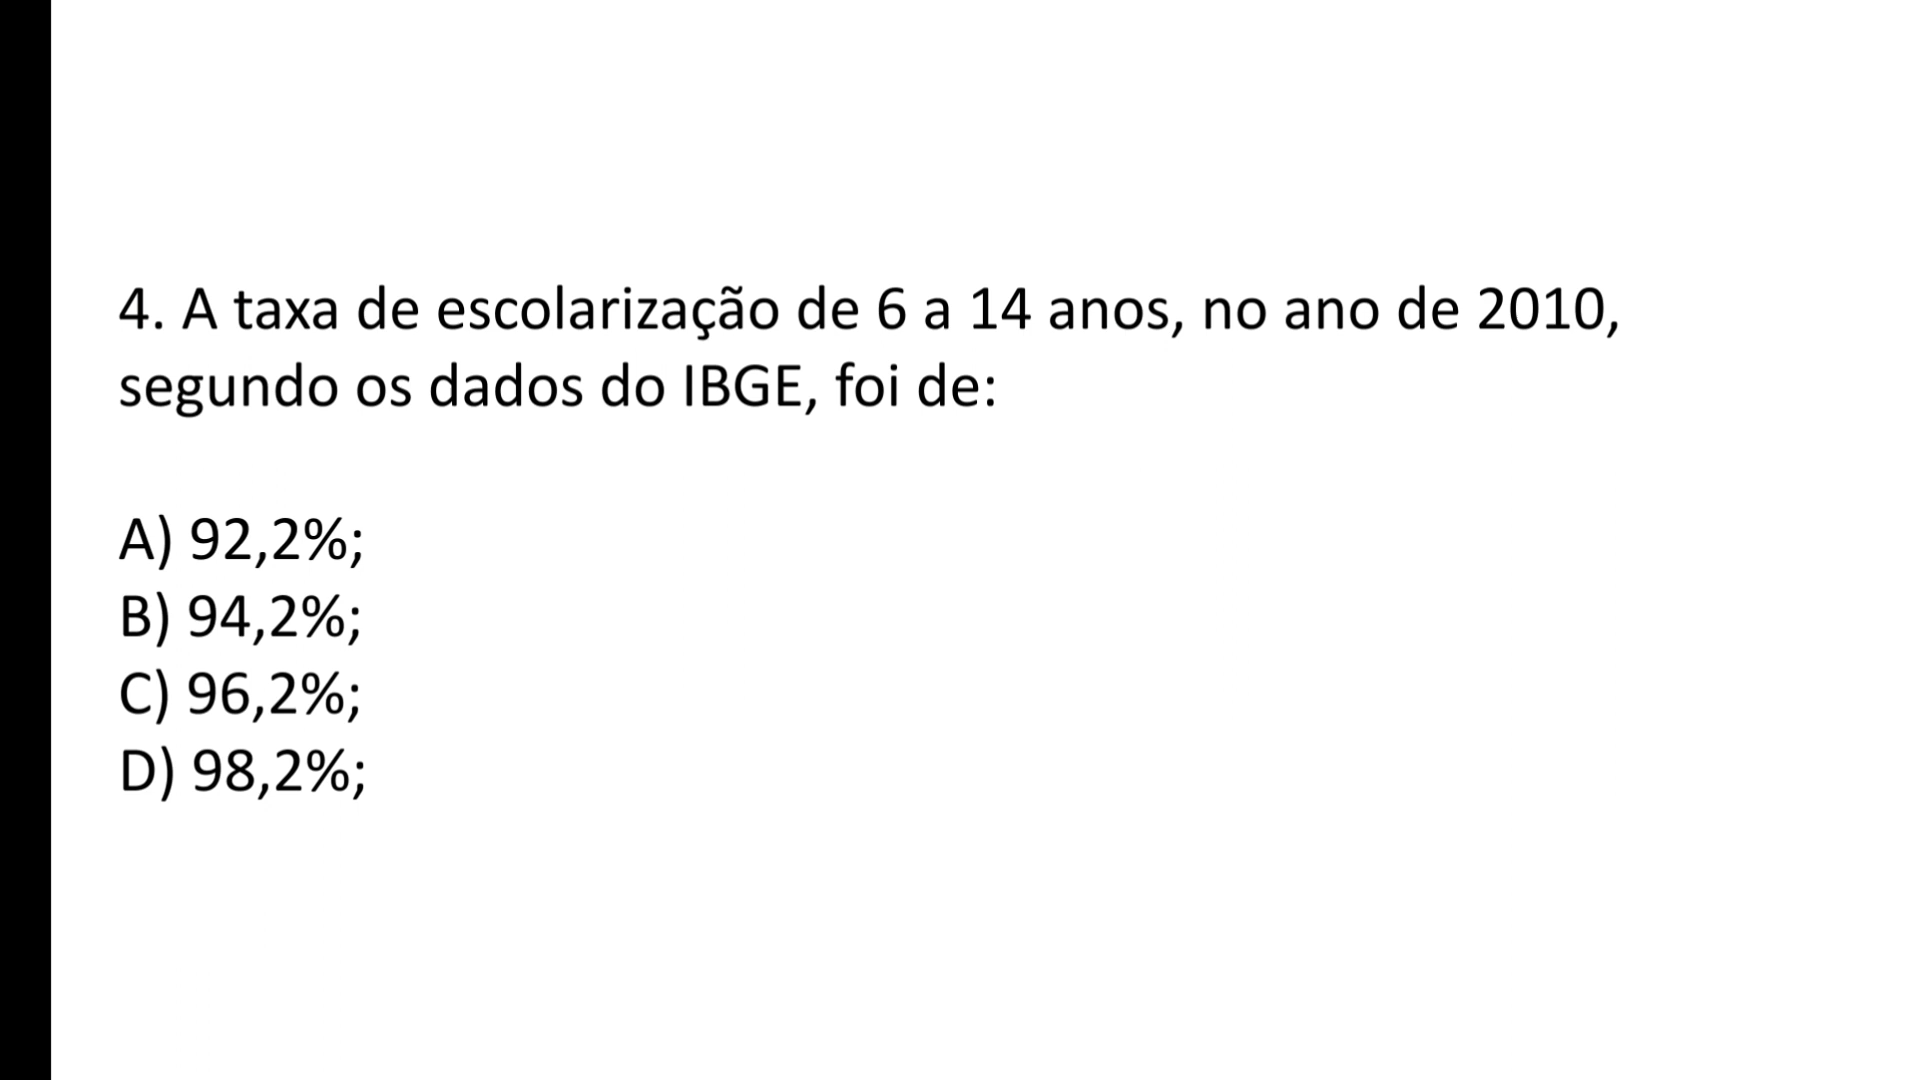 4. A taxa de escolarização de 6 a 14 anos, no ano de 2010,
segundo os dados do IBGE, foi de:
A) 92,2%;
B) 94,2%;
C) 96,2%;
D) 98,2%;